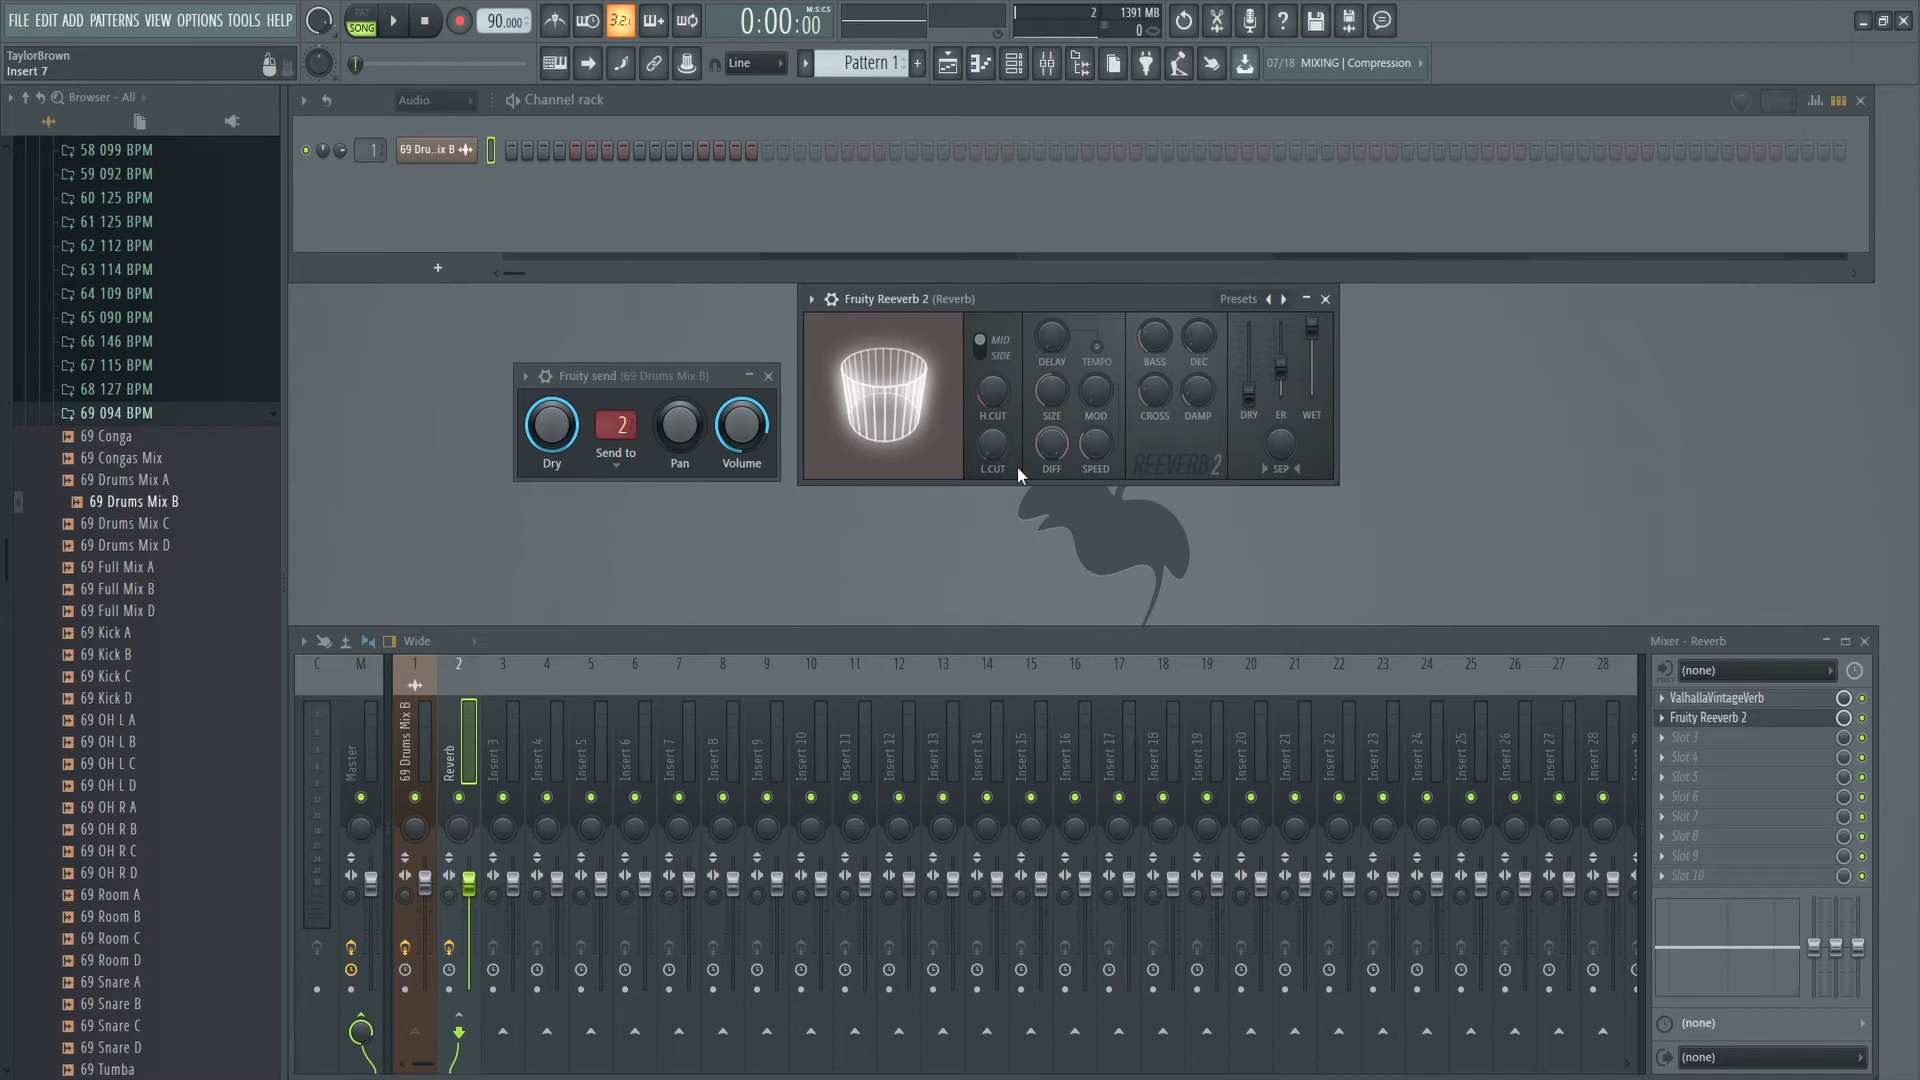 FILE EDIT ADD PATTERNS VIEW OPTIONS TOOLS HELP
PAT
SONG
90.000
3.2.1
0:00:00
M:S:CS
2
1391 MB
0
TaylorBrown
Insert 7
Line
Pattern 1
+
07/18 MIXING | Compression
Browser - All
58 099 BPM
59 092 BPM
60 125 BPM
61 125 BPM
62 112 BPM
63 114 BPM
64 109 BPM
65 090 BPM
66 146 BPM
67 115 BPM
68 127 BPM
69 094 BPM
69 Conga
69 Congas Mix
69 Drums Mix A
69 Drums Mix B
69 Drums Mix C
69 Drums Mix D
69 Full Mix A
69 Full Mix B
69 Full Mix D
69 Kick A
69 Kick B
69 Kick C
69 Kick D
69 OH L A
69 OH L B
69 OH L C
69 OH L D
69 OH R A
69 OH R B
69 OH R C
69 OH R D
69 Room A
69 Room B
69 Room C
69 Room D
69 Snare A
69 Snare B
69 Snare C
69 Snare D
69 Tumba
Audio
Channel rack
1
69 Dru..ix B
+
Fruity send (69 Drums Mix B)
2
Dry
Send to
Pan
Volume
Fruity Reeverb 2 (Reverb)
Presets
MID
SIDE
H.CUT
L.CUT
DELAY
TEMPO
SIZE
MOD
DIFF
SPEED
BASS
DEC
CROSS
DAMP
REEVERB 2
DRY
ER
WET
SEP
Wide
C M 1 2 3 4 5 6 7 8 9 10 11 12 13 14 15 16 17 18 19 20 21 22 23 24 25 26 27 28
Master
69 Drums Mix B
Reverb
Insert 3
Insert 4
Insert 5
Insert 6
Insert 7
Insert 8
Insert 9
Insert 10
Insert 11
Insert 12
Insert 13
Insert 14
Insert 15
Insert 16
Insert 17
Insert 18
Insert 19
Insert 20
Insert 21
Insert 22
Insert 23
Insert 24
Insert 25
Insert 26
Insert 27
Insert 28
Mixer - Reverb
POST
(none)
ValhallaVintageVerb
Fruity Reeverb 2
Slot 3
Slot 4
Slot 5
Slot 6
Slot 7
Slot 8
Slot 9
Slot 10
(none)
(none)